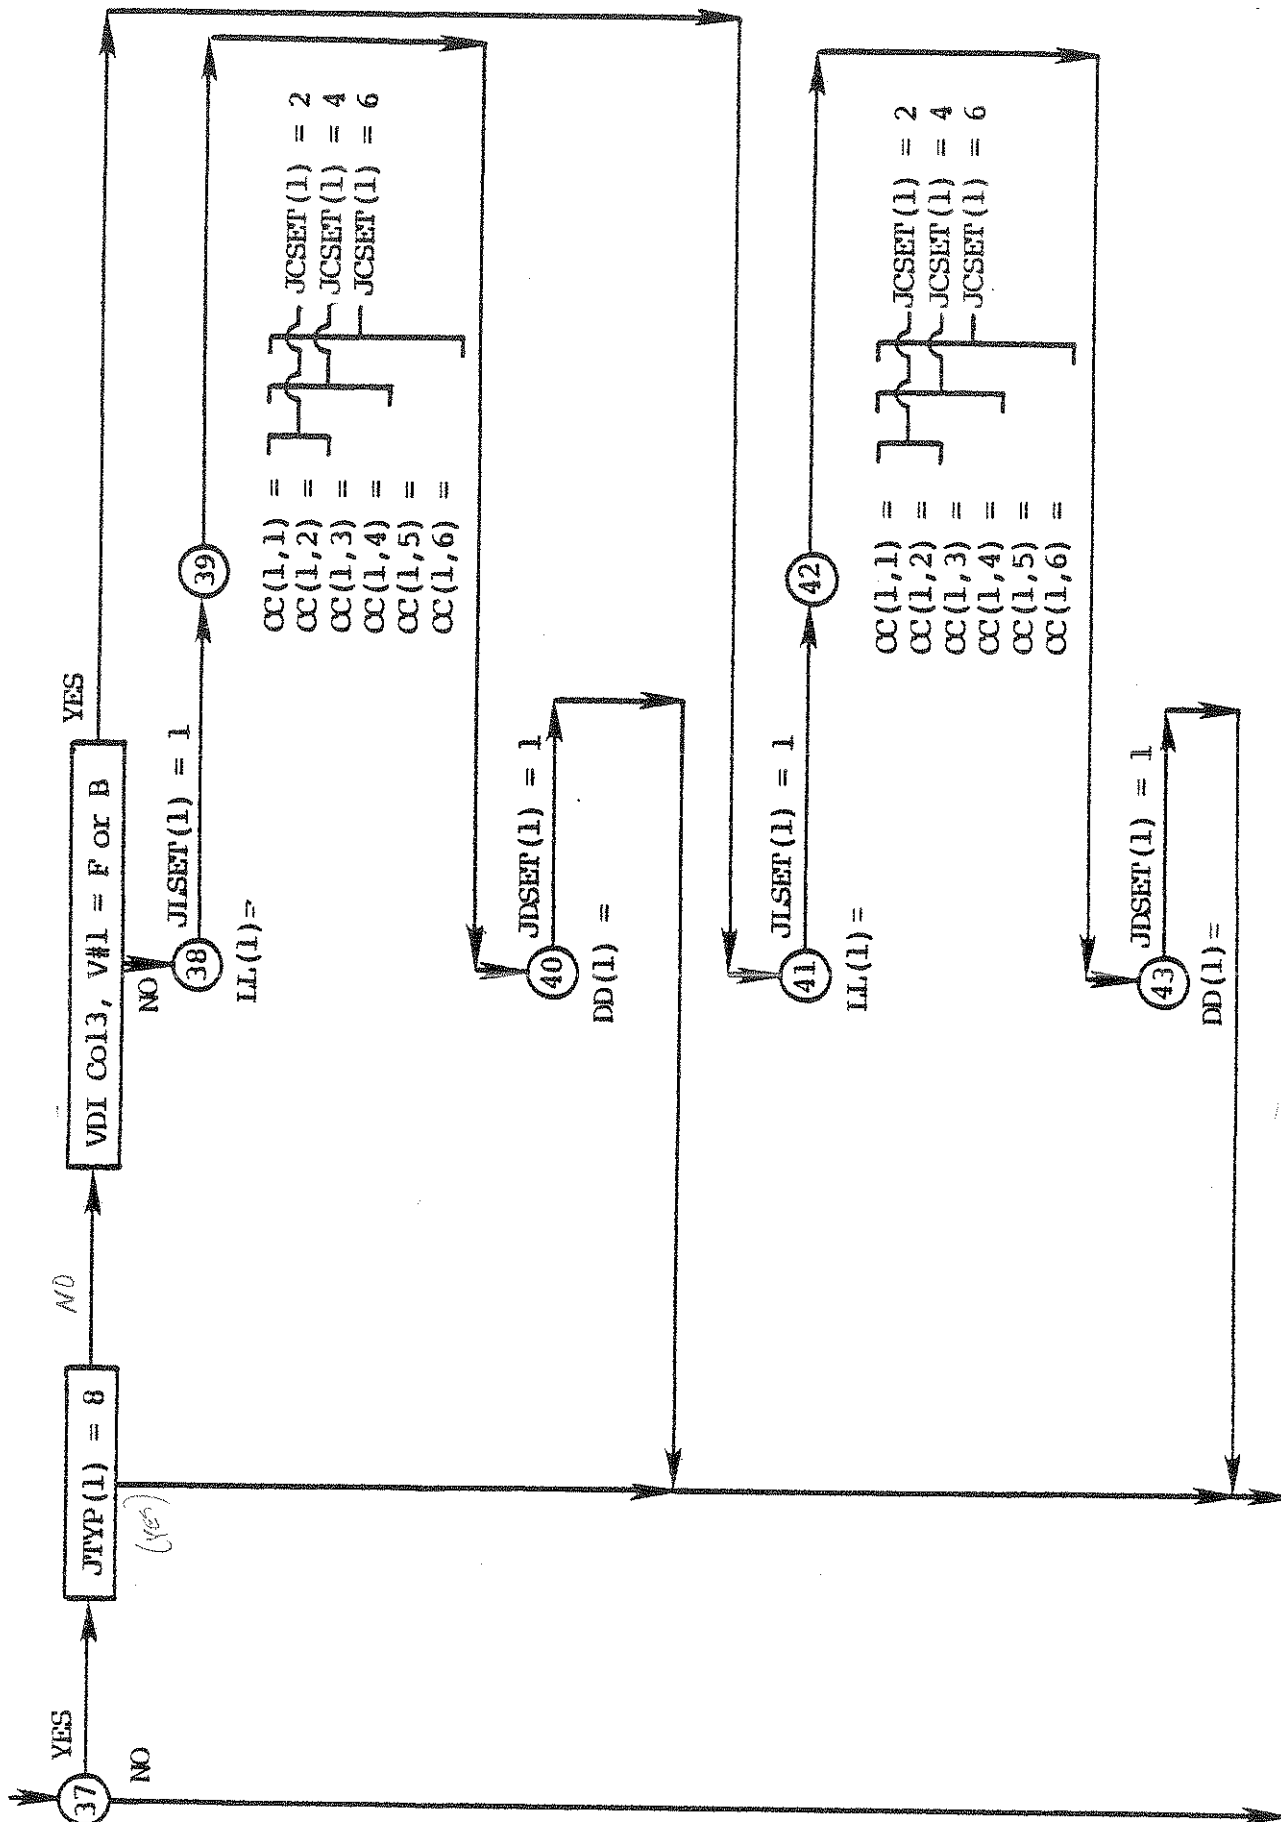 37
YES
NO
JTYP(1) = 8
NO
(YES)
VDI Col3, V#1 = F or B
YES
NO
38
JLSET(1) = 1
LL(1)=
39
CC(1,1) =
CC(1,2) =
CC(1,3) =
CC(1,4) =
CC(1,5) =
CC(1,6) =
JCSET(1) = 2
JCSET(1) = 4
JCSET(1) = 6
40
JDSET(1) = 1
DD(1) =
41
JLSET(1) = 1
LL(1)=
42
CC(1,1) =
CC(1,2) =
CC(1,3) =
CC(1,4) =
CC(1,5) =
CC(1,6) =
JCSET(1) = 2
JCSET(1) = 4
JCSET(1) = 6
43
JDSET(1) = 1
DD(1)=